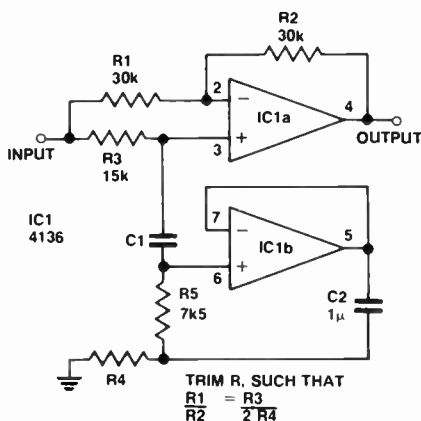 R1
30k
R2
30k
2
−
IC1a
4
+
3
OUTPUT
INPUT
R3
15k
IC1
4136
C1
7
−
IC1b
5
+
6
R5
7k5
C2
1μ
R4
TRIM R, SUCH THAT
R1 = R3
R2 2 R4